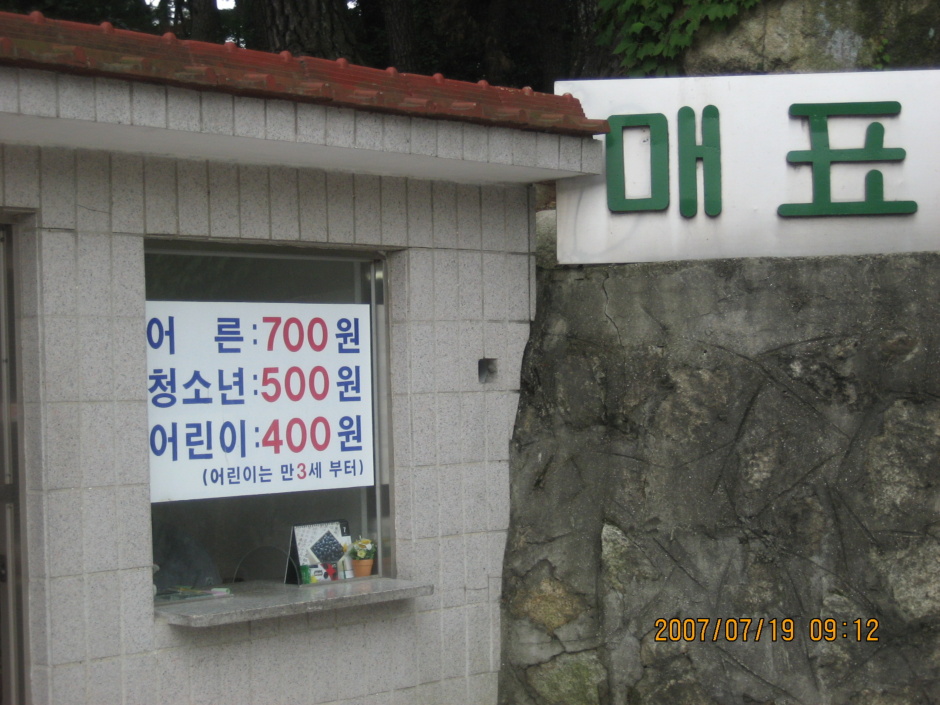 매표
어 른:700원
청소년:500원
어린이:400원
(어린이는 만3세 부터)
2007/07/19 09:12